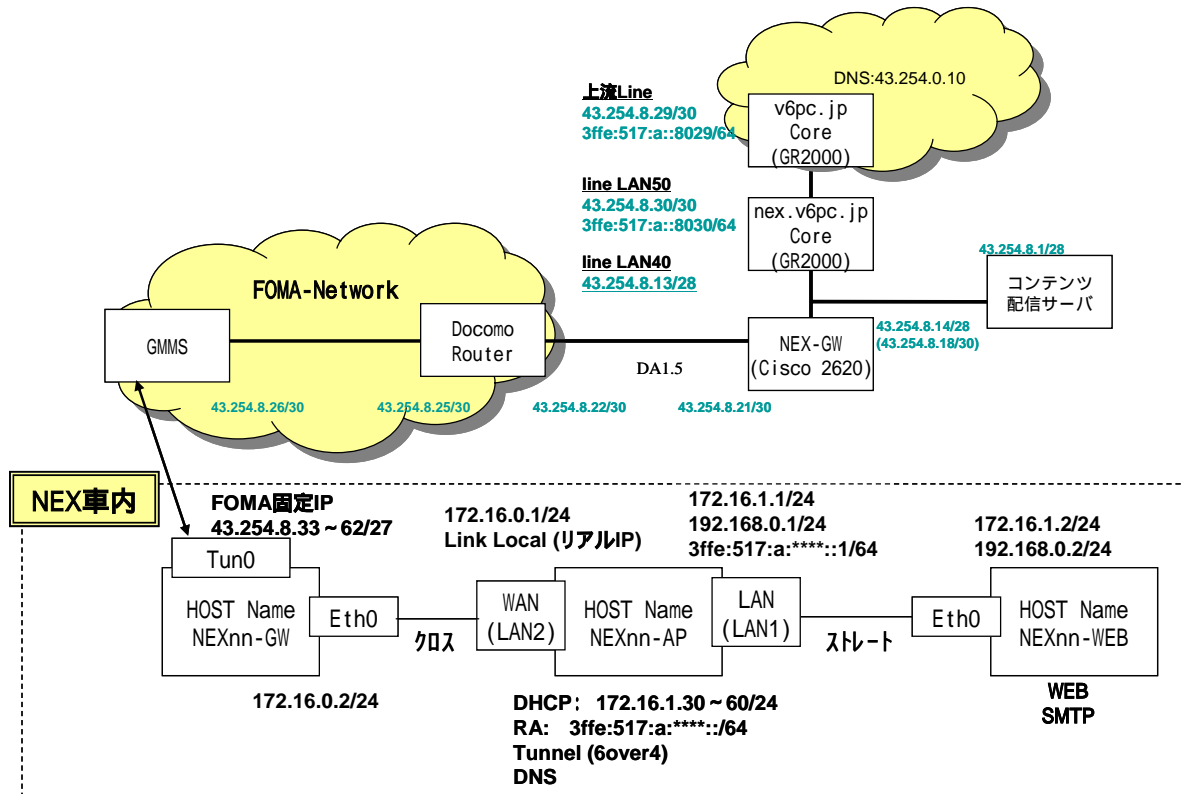 DNS:43.254.0.10
上流Line
43.254.8.29/30
3ffe:517:a::8029/64
v6pc.jp
Core
(GR2000)
line LAN50
43.254.8.30/30
3ffe:517:a::8030/64
nex.v6pc.jp
Core
(GR2000)
line LAN40
43.254.8.13/28
43.254.8.1/28
コンテンツ
配信サーバ
FOMA-Network
GMMS
Docomo
Router
DA1.5
NEX-GW
(Cisco 2620)
43.254.8.14/28
(43.254.8.18/30)
43.254.8.26/30
43.254.8.25/30
43.254.8.22/30
43.254.8.21/30
NEX車内
FOMA固定IP
43.254.8.33～62/27
172.16.0.1/24
Link Local (リアルIP)
172.16.1.1/24
192.168.0.1/24
3ffe:517:a:****::1/64
172.16.1.2/24
192.168.0.2/24
Tun0
HOST Name
NEXnn-GW
Eth0
クロス
WAN
(LAN2)
HOST Name
NEXnn-AP
LAN
(LAN1)
ストレート
Eth0
HOST Name
NEXnn-WEB
172.16.0.2/24
WEB
SMTP
DHCP： 172.16.1.30～60/24
RA: 3ffe:517:a:****::/64
Tunnel (6over4)
DNS